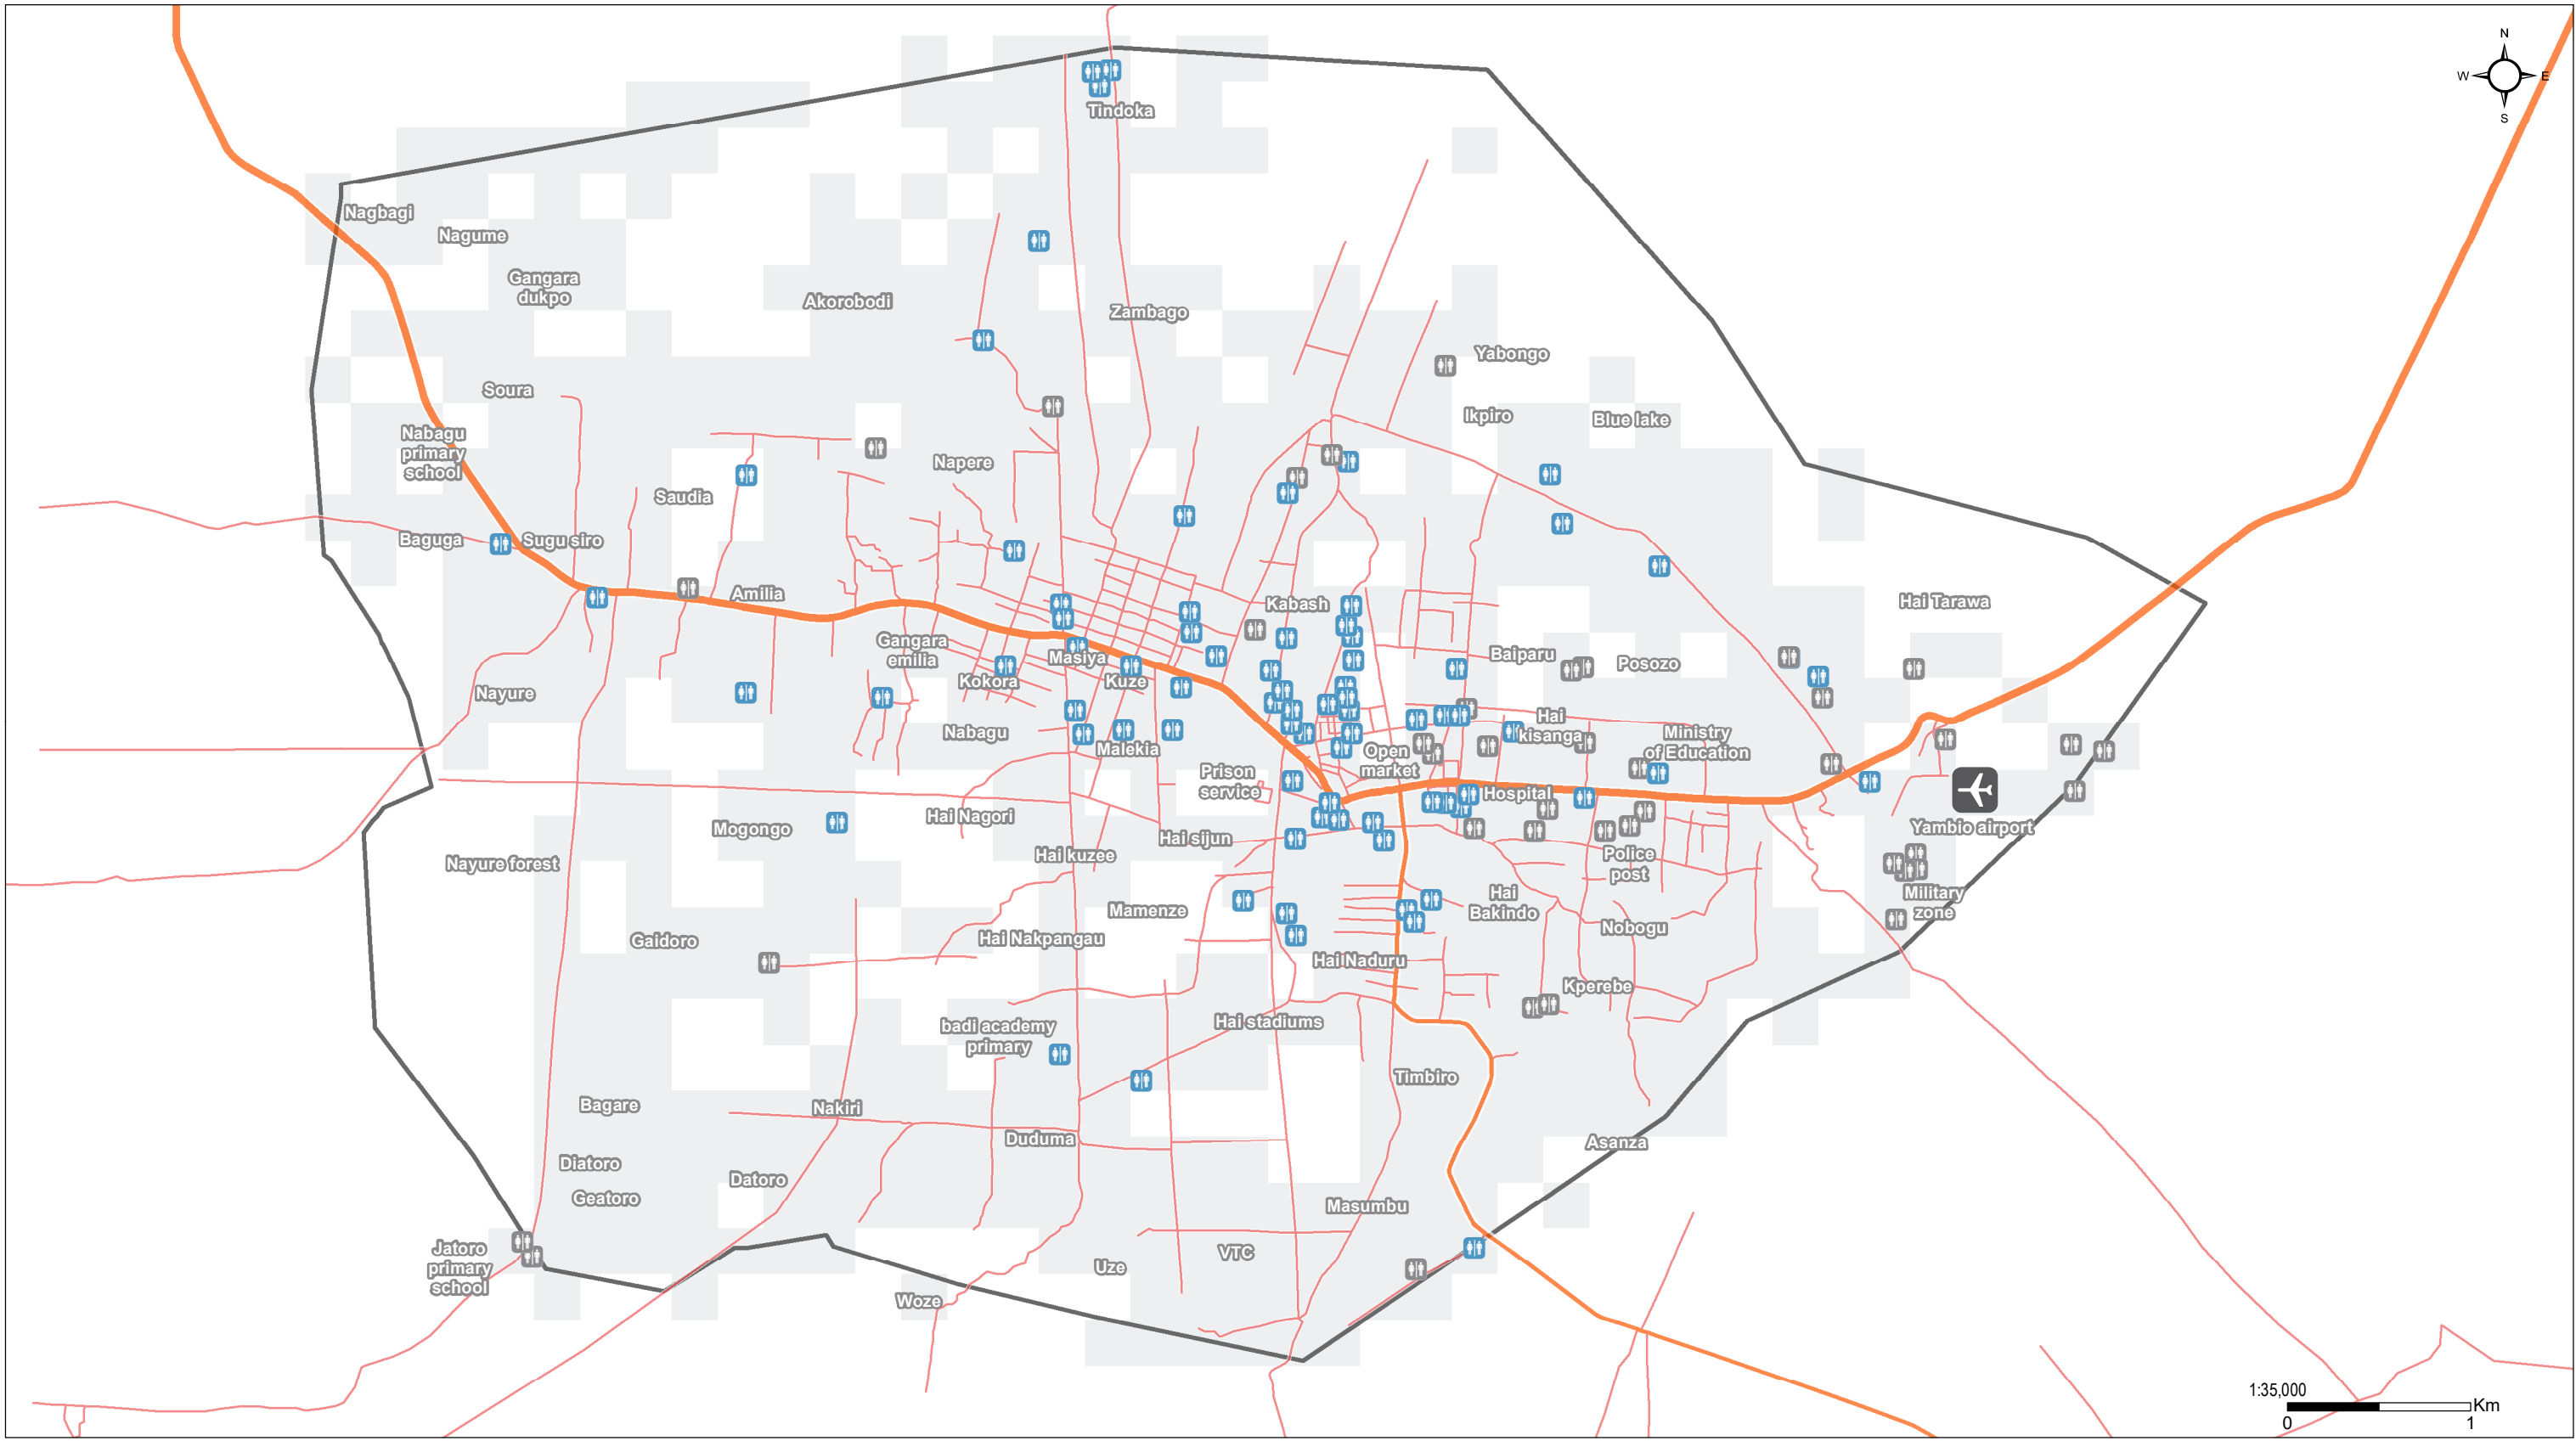 N
W
E
S
Tindoka
Nagbagi
Nagume
Gangara
dukpo
Akorobodi
Zambago
Yabongo
Soura
Ikpiro
Blue lake
Nabagu
primary
school
Napere
Saudia
Baguga
Sugu siro
Amilia
Kabash
Hai Tarawa
Gangara
emilia
Masiya
Baiparu
Posozo
Kokora
Kuze
Nayure
Nabagu
Malekia
Hai
kisanga
Ministry
of Education
Open
market
Prison
service
Hospital
Hai Nagori
Mogongo
Hai sijun
Yambio airport
Hai kuzee
Nayure forest
Police
post
Military
zone
Hai
Bakindo
Mamenze
Nobogu
Gaidoro
Hai Nakpangau
Hai Naduru
Kperebe
badi academy
primary
Hai stadiums
Timbiro
Bagare
Nakiri
Duduma
Asanza
Diatoro
Datoro
Geatoro
Masumbu
Jatoro
primary
school
VTC
Uze
Woze
1:35,000
Km
0
1